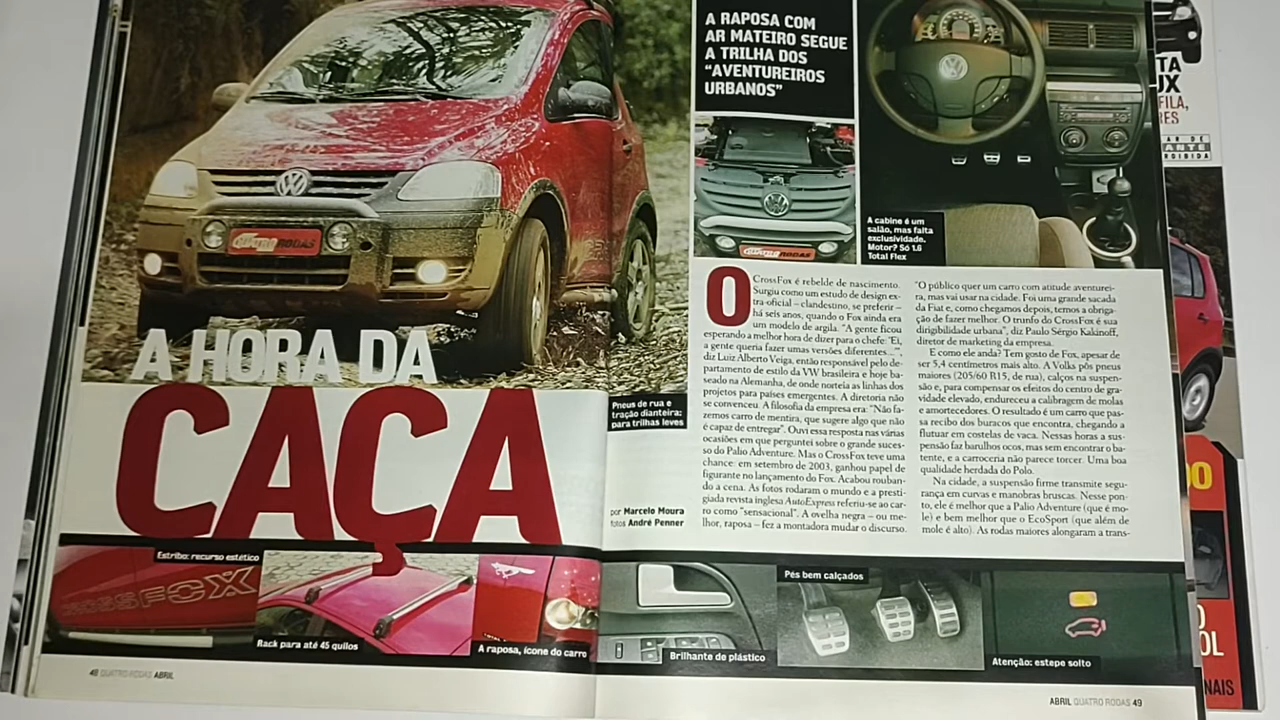 A RAPOSA COM
AR MATEIRO SEGUE
A TRILHA DOS
“AVENTUREIROS
URBANOS”
QUATRO RODAS
QUATRO RODAS
A cabine é um
salão, mas falta
exclusividade.
Motor? Só 1.6
Total Flex
A HORA DA
CAÇA
Pneus de rua e
tração dianteira:
para trilhas leves
por Marcelo Moura
fotos André Penner
O CrossFox é rebelde de nascimento.
Surgiu como um estudo de design ex-
tra-oficial – clandestino, se preferir –
há seis anos, quando o Fox ainda era
um modelo de argila. "A gente ficou
esperando a melhor hora de dizer para o chefe: 'Ei,
a gente queria fazer umas versões diferentes...'",
diz Luiz Alberto Veiga, então responsável pelo de-
partamento de estilo da VW brasileira e hoje ba-
seado na Alemanha, de onde norteia as linhas dos
projetos para países emergentes. A diretoria não
se convenceu. A filosofia da empresa era: "Não fa-
zemos carro de mentira, que sugere algo que não
é capaz de entregar". Ouvi essa resposta nas várias
ocasiões em que perguntei sobre o grande suces-
so do Palio Adventure. Mas o CrossFox teve uma
chance: em setembro de 2003, ganhou papel de
figurante no lançamento do Fox. Acabou rouban-
do a cena. As fotos rodaram o mundo e a presti-
giada revista inglesa AutoExpress referiu-se ao car-
ro como "sensacional". A ovelha negra – ou me-
lhor, raposa – fez a montadora mudar o discurso.
"O público quer um carro com atitude aventurei-
ra, mas vai usar na cidade. Foi uma grande sacada
da Fiat e, como chegamos depois, temos a obriga-
ção de fazer melhor. O trunfo do CrossFox é sua
dirigibilidade urbana", diz Paulo Sérgio Kakinoff,
diretor de marketing da empresa.
E como ele anda? Tem gosto de Fox, apesar de
ser 5,4 centímetros mais alto. A Volks pôs pneus
maiores (205/60 R15, de rua), calços na suspen-
são e, para compensar os efeitos do centro de gra-
vidade elevado, endureceu a calibragem de molas
e amortecedores. O resultado é um carro que pas-
sa recibo dos buracos que encontra, chegando a
flutuar em costelas de vaca. Nessas horas a sus-
pensão faz barulhos ocos, mas sem encontrar o ba-
tente, e a carroceria não parece torcer. Uma boa
qualidade herdada do Polo.
Na cidade, a suspensão firme transmite segu-
rança em curvas e manobras bruscas. Nesse pon-
to, ele é melhor que a Palio Adventure (que é mo-
le) e bem melhor que o EcoSport (que além de
mole é alto). As rodas maiores alongaram a trans-
Estribo: recurso estético
CROSSFOX
Rack para até 45 quilos
A raposa, ícone do carro
Brilhante de plástico
Pés bem calçados
Atenção: estepe solto
48 QUATRO RODAS ABRIL
ABRIL QUATRO RODAS 49
TA
UX
FILA,
RES
AR DE
ANTE
ROIBIDA
DO
OL
NAIS